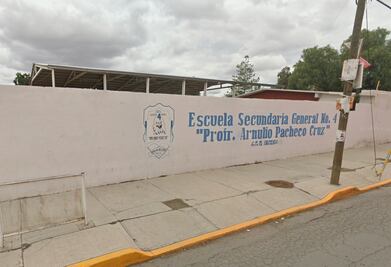 Escuela Secundaria General No. 4
"Profr. Arnulfo Pacheco Cruz"